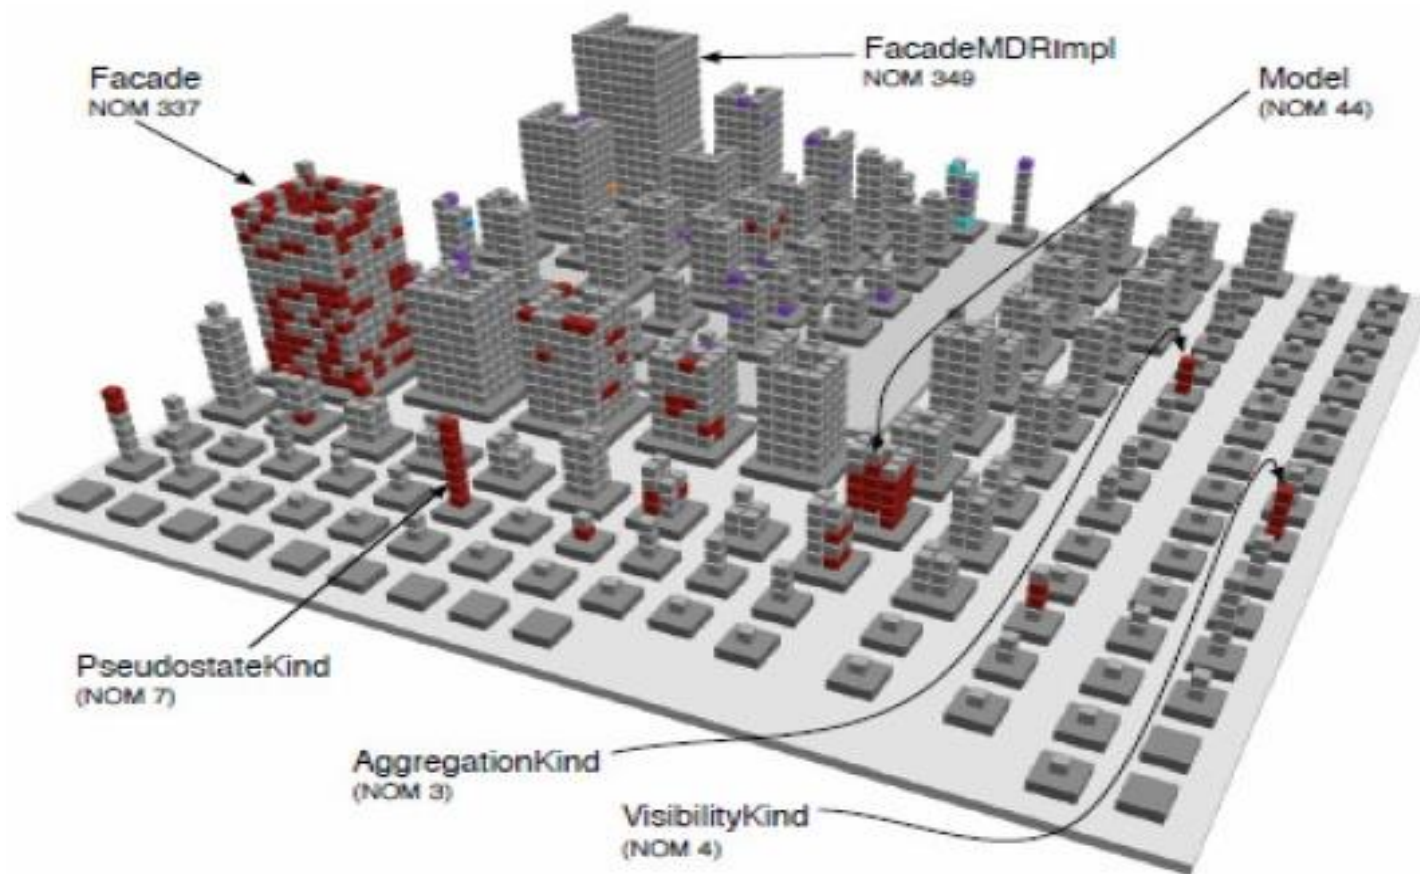 FacadeMDRImpl
NOM 349
Facade
NOM 337
Model
(NOM 44)
PseudostateKind
(NOM 7)
AggregationKind
(NOM 3)
VisibilityKind
(NOM 4)